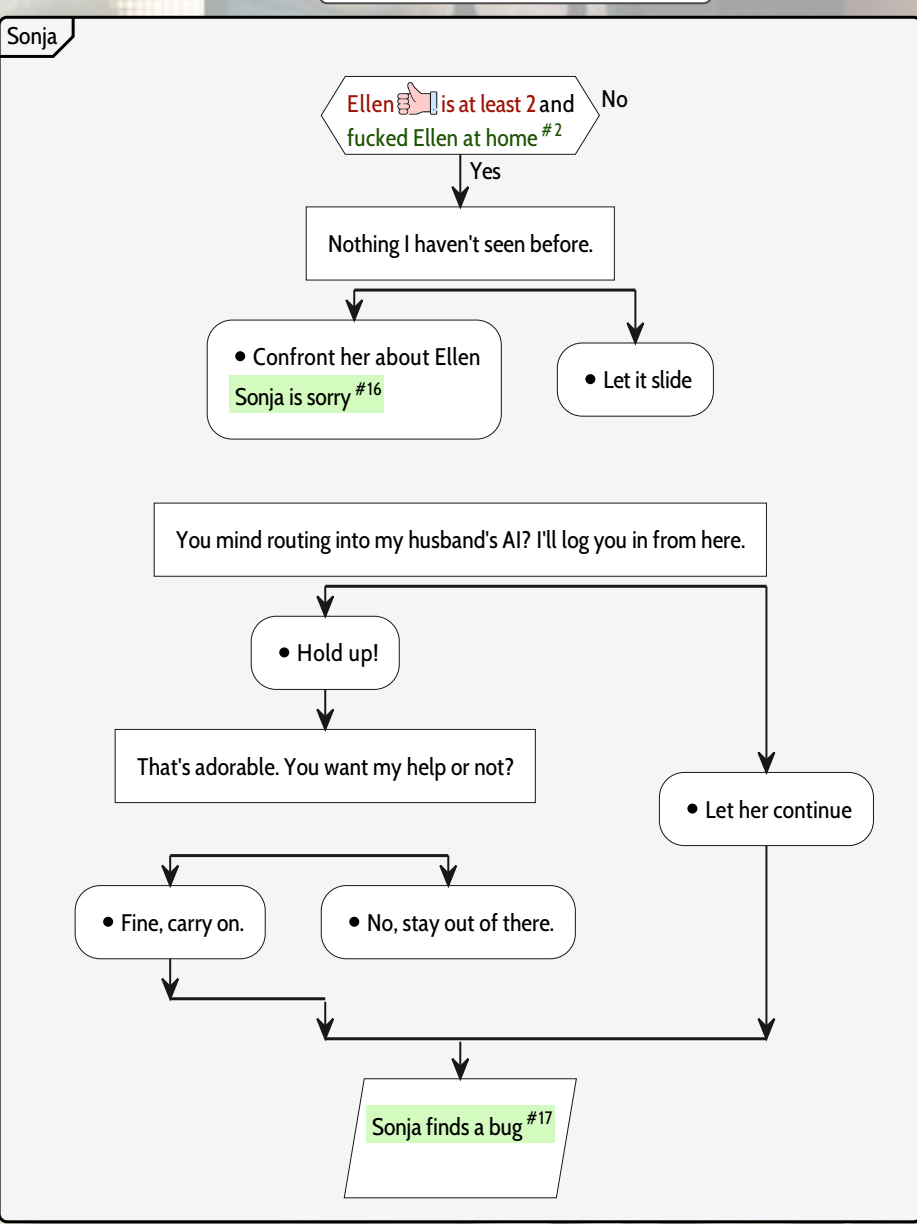 Sonja
Ellen is at least 2 and
fucked Ellen at home #2
No
Yes
Nothing I haven't seen before.
• Confront her about Ellen
Sonja is sorry #16
• Let it slide
You mind routing into my husband's AI? I'll log you in from here.
• Hold up!
That's adorable. You want my help or not?
• Let her continue
• Fine, carry on.
• No, stay out of there.
Sonja finds a bug #17